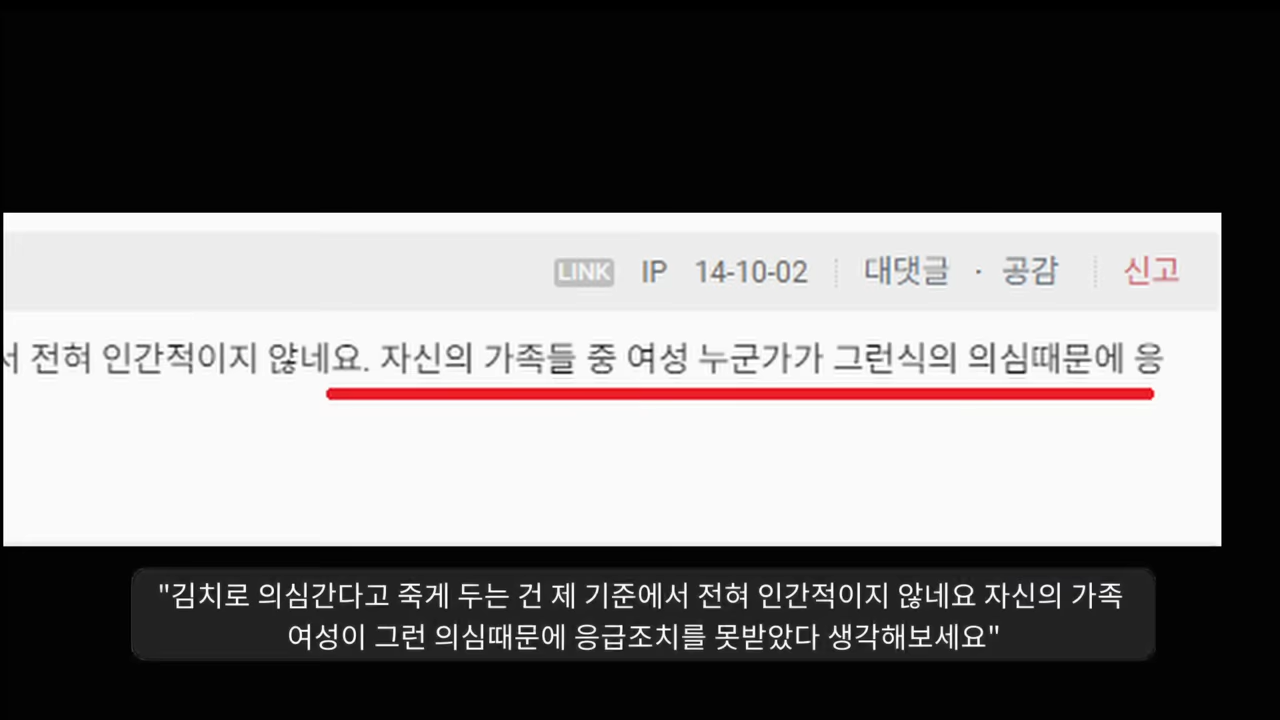 LINK IP 14-10-02 대댓글 · 공감 신고
서 전혀 인간적이지 않네요. 자신의 가족들 중 여성 누군가가 그런식의 의심때문에 응
"김치로 의심간다고 죽게 두는 건 제 기준에서 전혀 인간적이지 않네요 자신의 가족
여성이 그런 의심때문에 응급조치를 못받았다 생각해보세요"